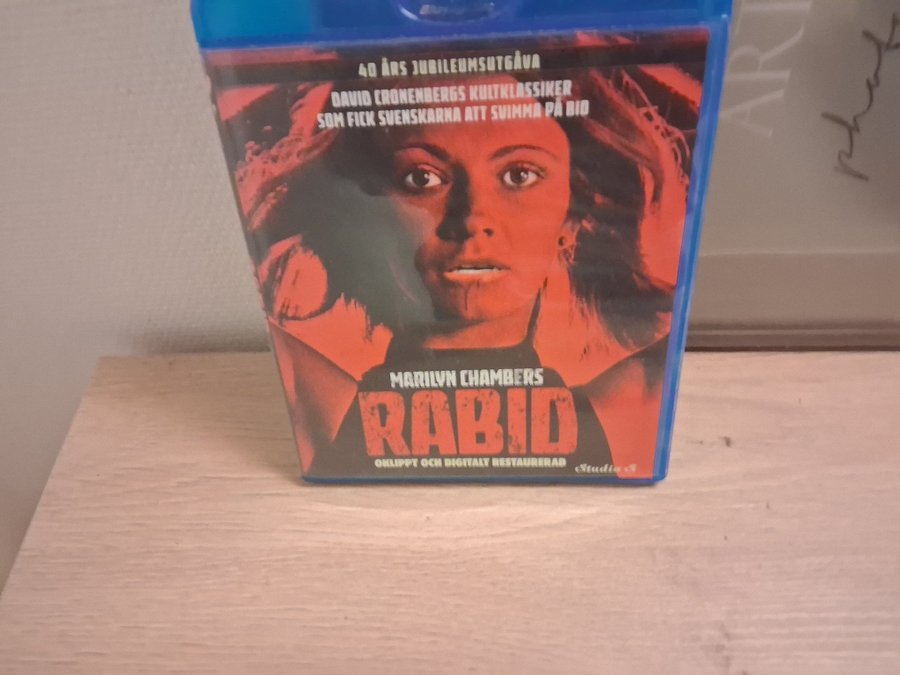 40 ÅRS JUBILEUMSUTGÅVA
DAVID CRONENBERGS KULTKLASSIKER
SOM FICK SVENSKARNA ATT SVIMMA PÅ BIO
MARILYN CHAMBERS
RABID
OKLIPPT OCH DIGITALT RESTAURERAD
Studio S